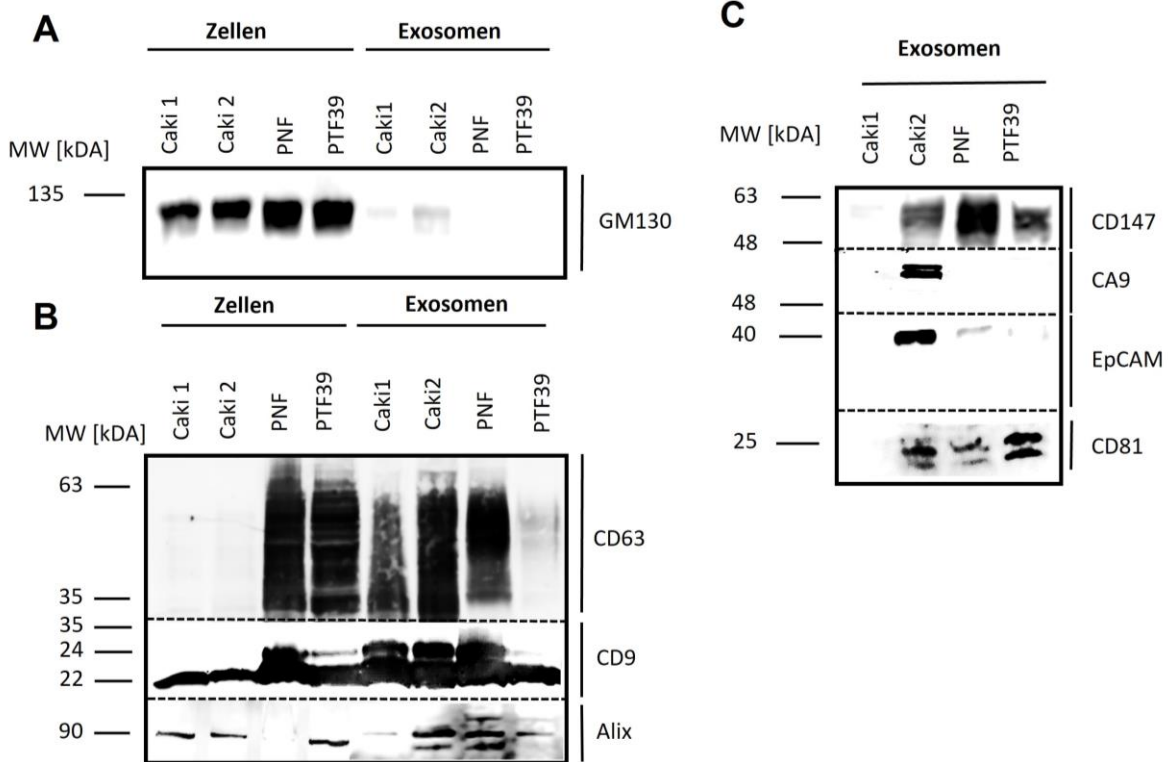 A
Zellen Exosomen
Caki 1 Caki 2 PNF PTF39 Caki1 Caki2 PNF PTF39
MW [kDA]
135
GM130
B
Zellen Exosomen
Caki 1 Caki 2 PNF PTF39 Caki1 Caki2 PNF PTF39
MW [kDA]
63
CD63
35
35
24
CD9
22
90
Alix
C
Exosomen
Caki1 Caki2 PNF PTF39
MW [kDA]
63
CD147
48
CA9
48
40
EpCAM
25
CD81